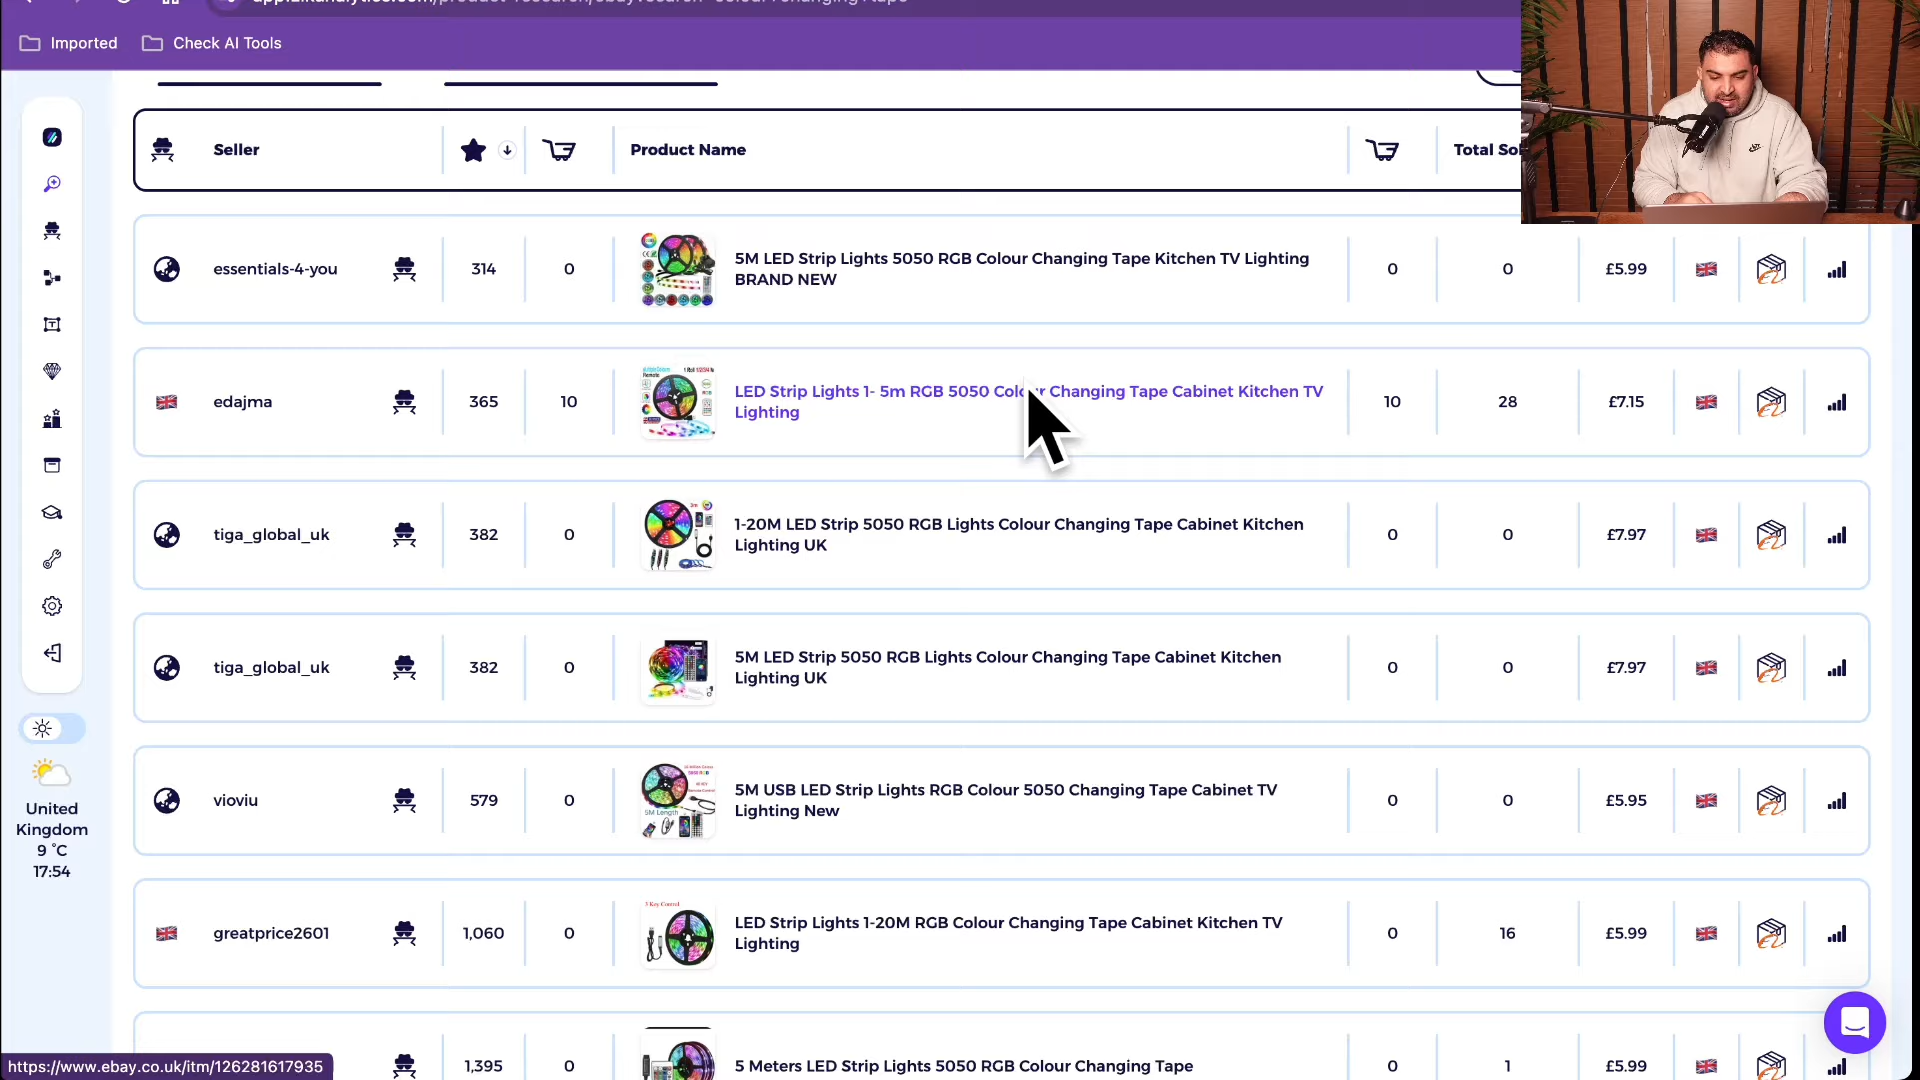 Imported
Check AI Tools
Seller
Product Name
Total So
essentials-4-you
314
0
5M LED Strip Lights 5050 RGB Colour Changing Tape Kitchen TV Lighting
BRAND NEW
0
0
£5.99
edajma
365
10
LED Strip Lights 1- 5m RGB 5050 Colour Changing Tape Cabinet Kitchen TV
Lighting
10
28
£7.15
tiga_global_uk
382
0
1-20M LED Strip 5050 RGB Lights Colour Changing Tape Cabinet Kitchen
Lighting UK
0
0
£7.97
tiga_global_uk
382
0
5M LED Strip 5050 RGB Lights Colour Changing Tape Cabinet Kitchen
Lighting UK
0
0
£7.97
vioviu
579
0
5M USB LED Strip Lights RGB Colour 5050 Changing Tape Cabinet TV
Lighting New
0
0
£5.95
greatprice2601
1,060
0
3 Key Control
LED Strip Lights 1-20M RGB Colour Changing Tape Cabinet Kitchen TV
Lighting
0
16
£5.99
1,395
0
5 Meters LED Strip Lights 5050 RGB Colour Changing Tape
0
1
£5.99
United
Kingdom
9 °C
17:54
https://www.ebay.co.uk/itm/126281617935